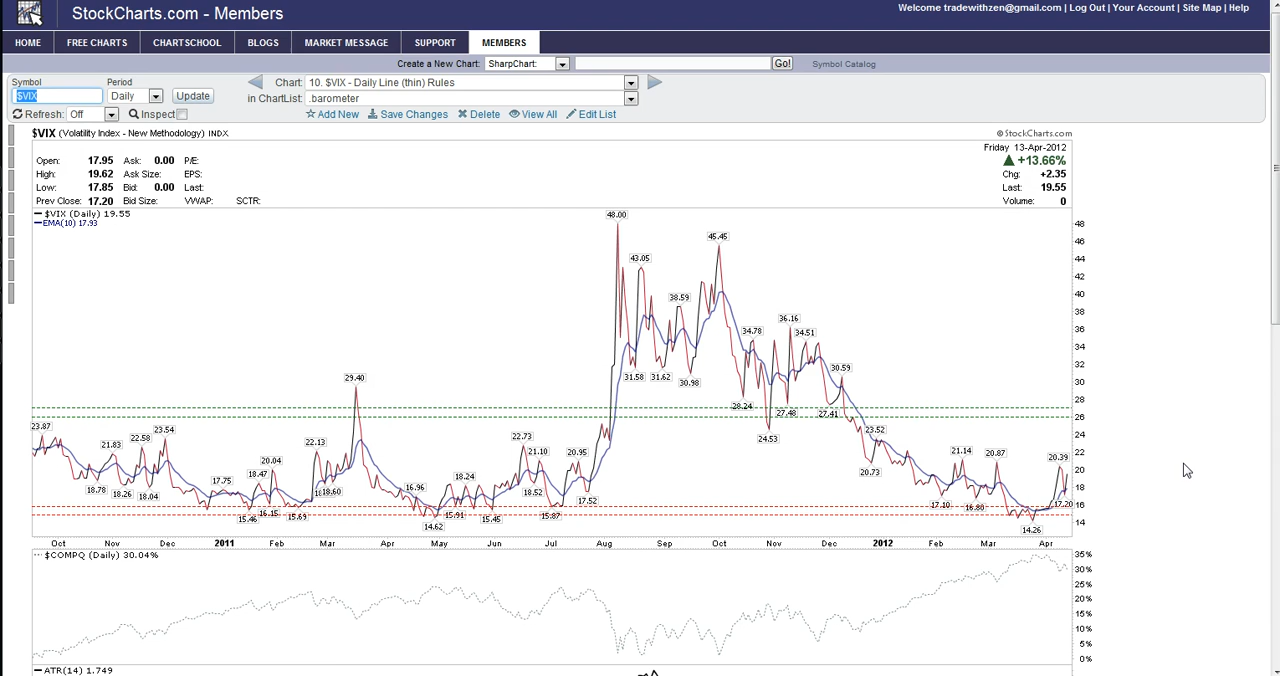 StockCharts.com - Members
Welcome tradewithzen@gmail.com | Log Out | Your Account | Site Map | Help
HOME FREE CHARTS CHARTSCHOOL BLOGS MARKET MESSAGE SUPPORT MEMBERS
Create a New Chart: SharpChart: Go! Symbol Catalog
Symbol Period Chart: 10. $VIX - Daily Line (thin) Rules
$VIX Daily Update in ChartList: .barometer
Refresh: Off Inspect Add New Save Changes Delete View All Edit List
$VIX (Volatility Index - New Methodology) INDX © StockCharts.com
Friday 13-Apr-2012
Open: 17.95 Ask: 0.00 P/E: +13.66%
High: 19.62 Ask Size: EPS: Chg: +2.35
Low: 17.85 Bid: 0.00 Last: Last: 19.55
Prev Close: 17.20 Bid Size: VWAP: SCTR: Volume: 0
$VIX (Daily) 19.55
EMA(10) 17.93
48.00
48
46
45.45
44
43.05
42
40
38.59
38
36.16
36
34.78 34.51
34
32
31.58 31.62 30.98
30.59
30
29.40
28
28.24 27.48 27.41
26
24.53
24
23.87 21.83 22.58 23.54 22.13 22.73 21.10 20.95 23.52 21.14 20.87
22
18.47 20.04 20.73 20.39
20
18.78 18.26 18.04 17.75 18.60 16.96 18.24 18.52 17.52
18
17.10 16.80 17.20
16
15.46 16.15 15.69 14.62 15.91 15.45 15.87
14.26
14
Oct Nov Dec 2011 Feb Mar Apr May Jun Jul Aug Sep Oct Nov Dec 2012 Feb Mar Apr
$COMPQ (Daily) 30.04%
35%
30%
25%
20%
15%
10%
5%
0%
ATR(14) 1.749